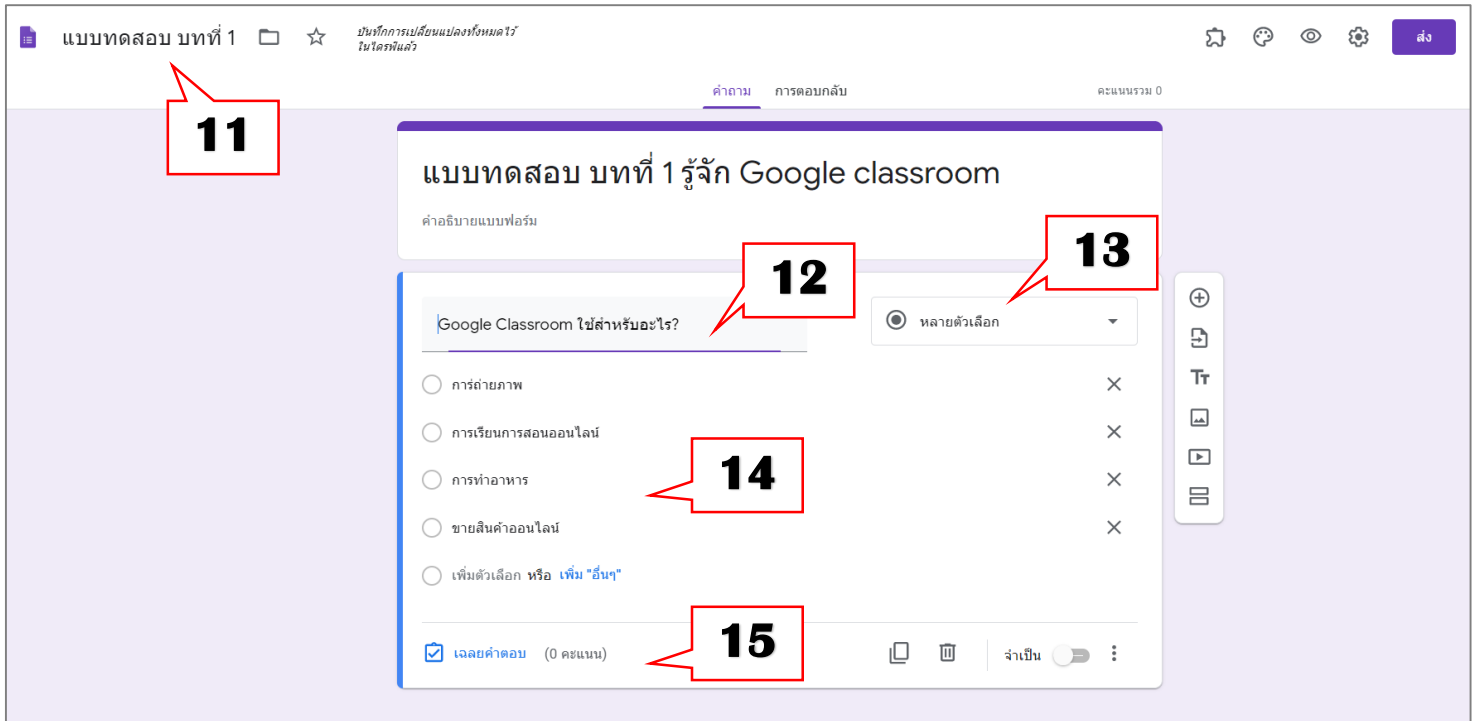 แบบทดสอบ บทที่ 1
บันทึกการเปลี่ยนแปลงทั้งหมดไว้
ในไดรฟ์แล้ว
ส่ง
คำถาม การตอบกลับ
คะแนนรวม 0
11
แบบทดสอบ บทที่ 1 รู้จัก Google classroom
คำอธิบายแบบฟอร์ม
12
13
Google Classroom ใช้สำหรับอะไร?
หลายตัวเลือก
TT
การ่ถ่ายภาพ
การเรียนการสอนออนไลน์
14
การทำอาหาร
ขายสินค้าออนไลน์
เพิ่มตัวเลือก หรือ เพิ่ม "อื่นๆ"
15
เฉลยคำตอบ (0 คะแนน)
จำเป็น